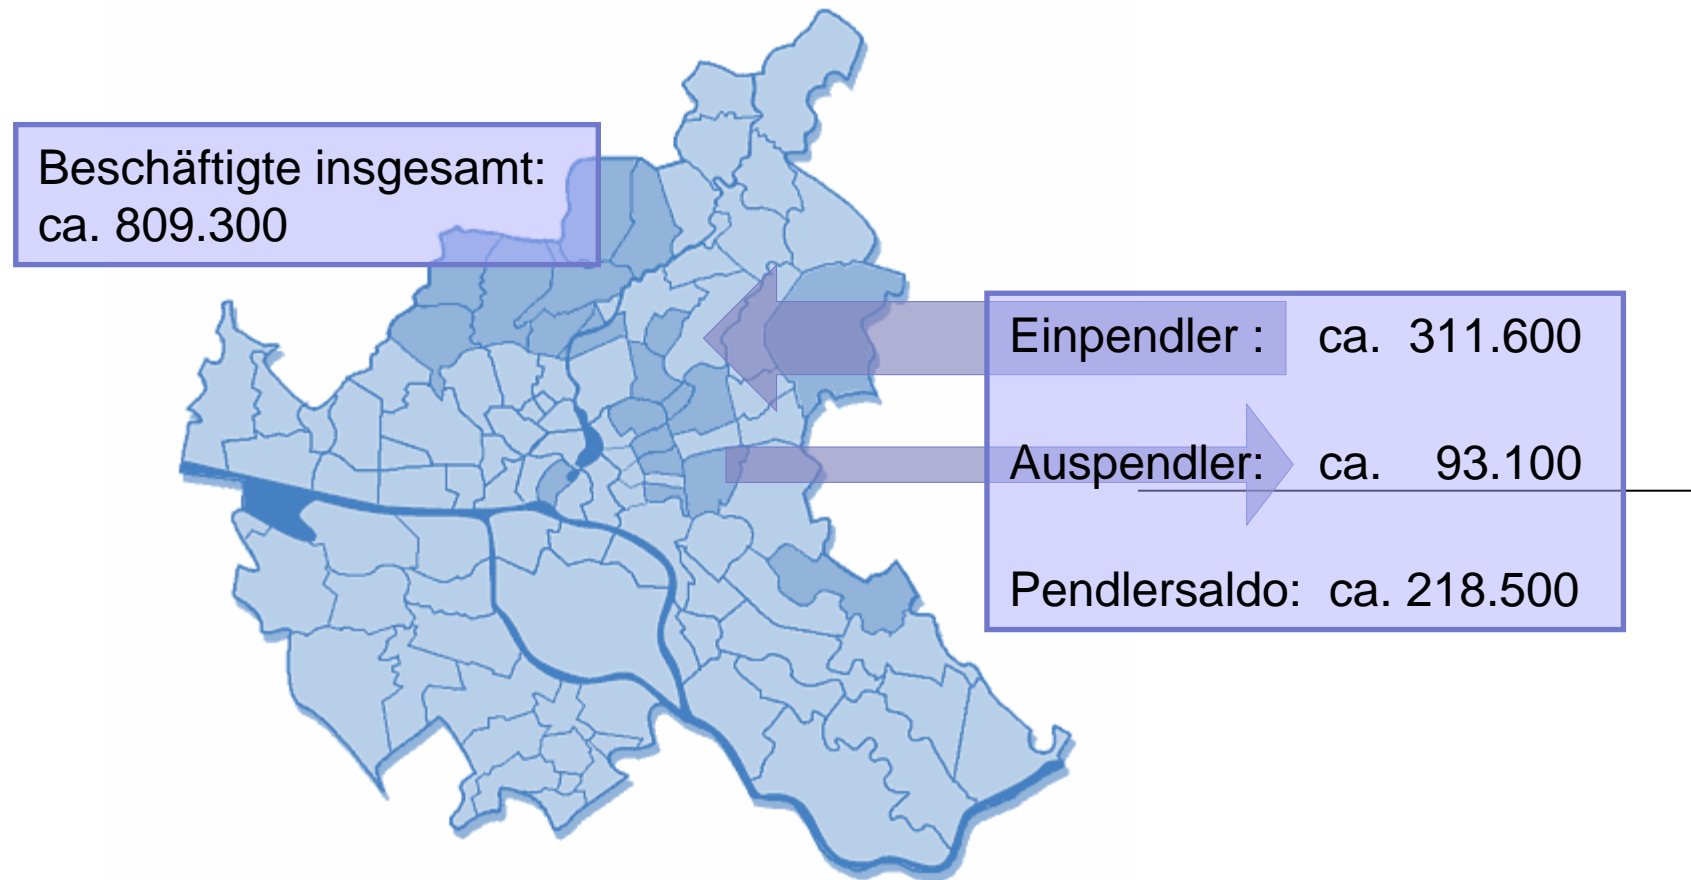 Beschäftigte insgesamt:
ca. 809.300
Einpendler : ca. 311.600
Auspendler: ca. 93.100
Pendlersaldo: ca. 218.500